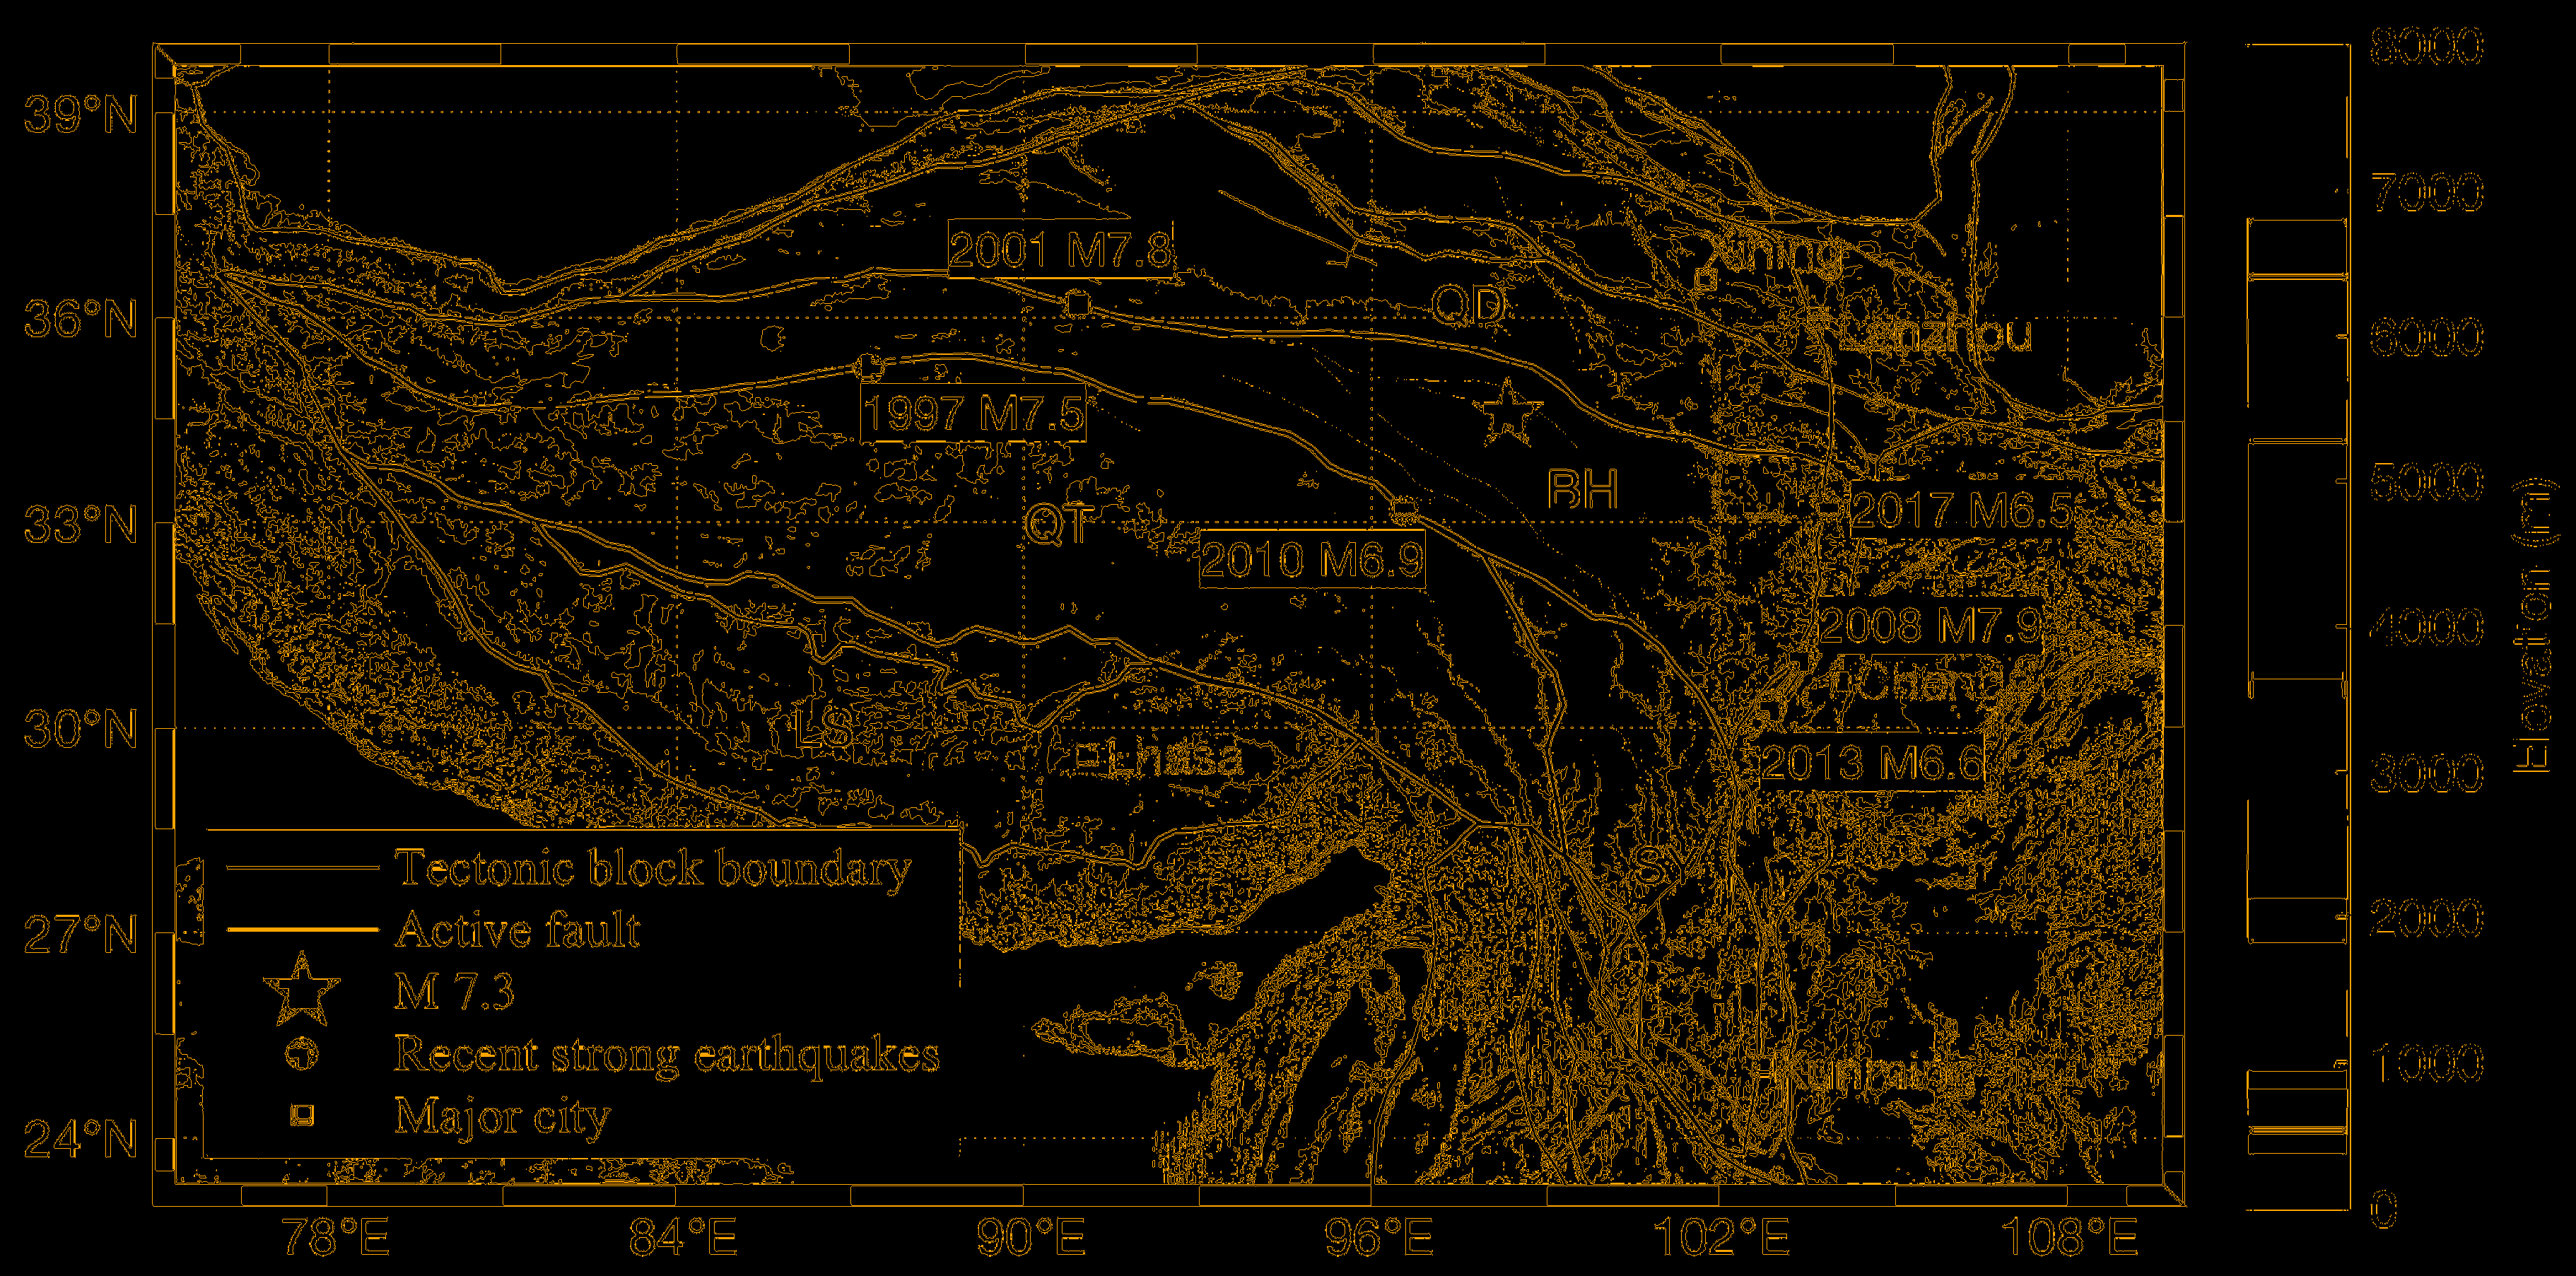 8000
39°N
7000
2001 M7.8
Xining
36°N
QD
Lanzhou
6000
1997 M7.5
BH
5000
33°N
QT
2017 M6.5
2010 M6.9
Elevation (m)
2008 M7.9
4000
30°N
LS
Lhasa
2013 M6.6
3000
Tectonic block boundary
SY
27°N
Active fault
2000
M 7.3
Recent strong earthquakes
Kunming
1000
24°N
Major city
0
78°E 84°E 90°E 96°E 102°E 108°E